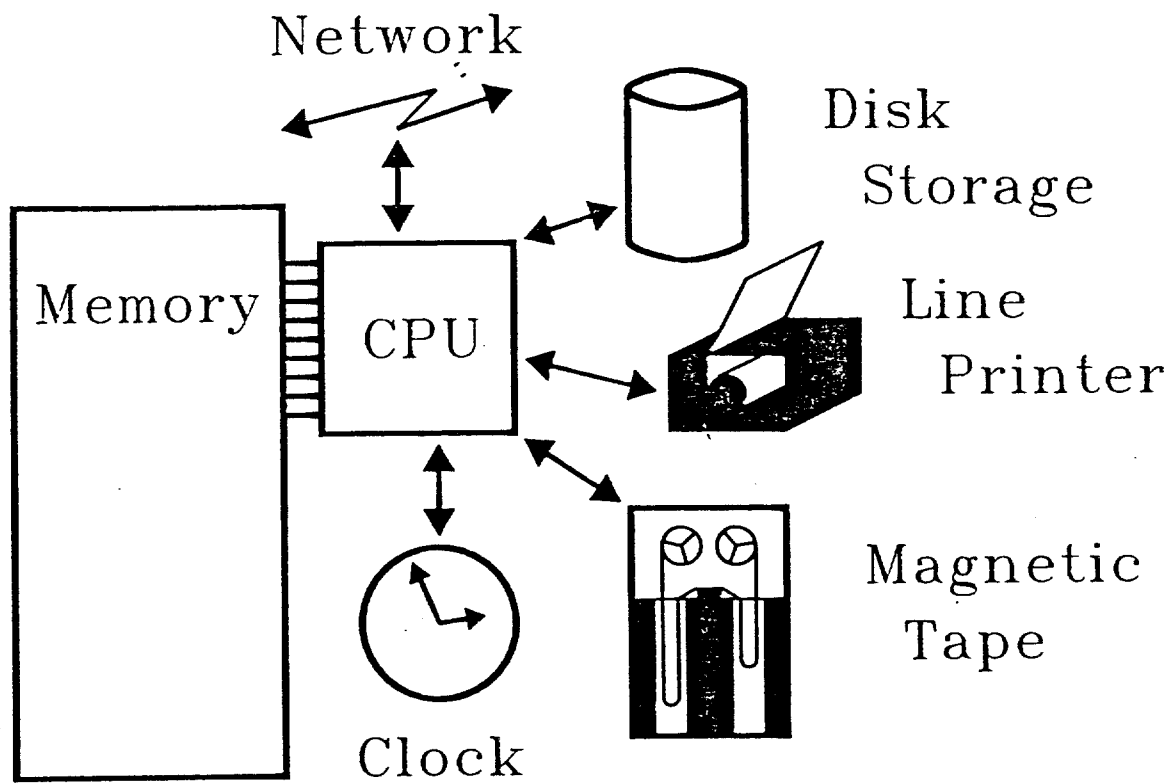 Network
Disk
Storage
Memory
CPU
Line
Printer
Magnetic
Tape
Clock